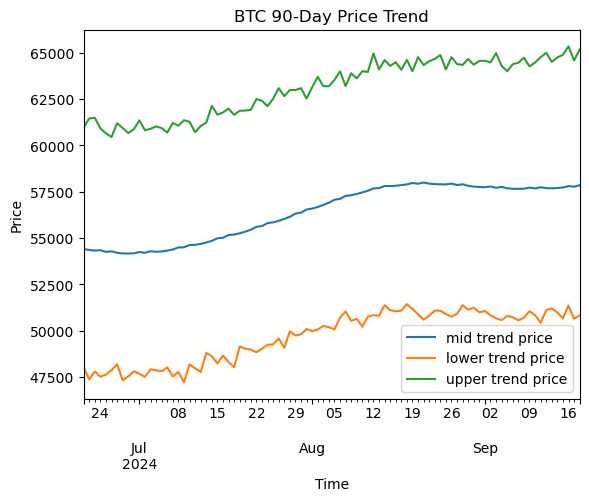 BTC 90-Day Price Trend
Price
65000
62500
60000
57500
55000
52500
50000
47500
mid trend price
lower trend price
upper trend price
24 08 15 22 29 05 12 19 26 02 09 16
Jul Aug Sep
2024
Time